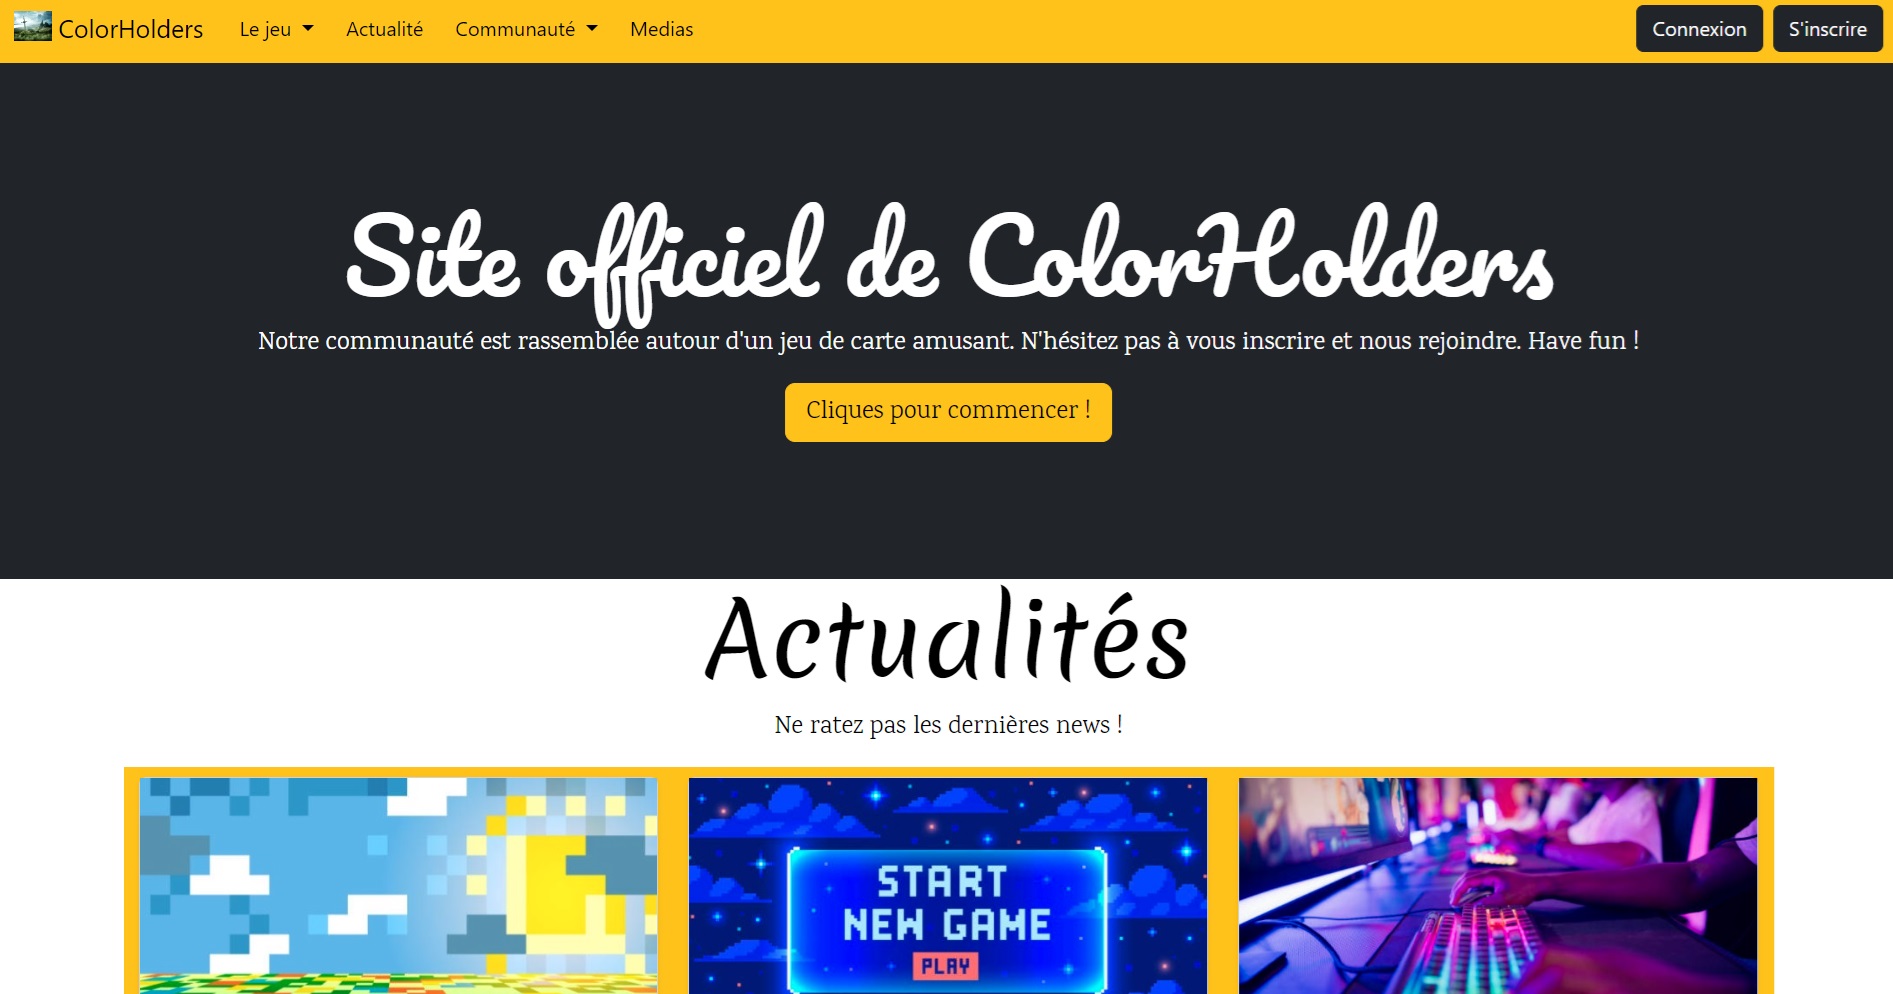 ColorHolders Le jeu Actualité Communauté Medias Connexion S'inscrire
Site officiel de ColorHolders
Notre communauté est rassemblée autour d'un jeu de carte amusant. N'hésitez pas à vous inscrire et nous rejoindre. Have fun !
Cliques pour commencer !
Actualités
Ne ratez pas les dernières news !
START
NEW GAME
PLAY